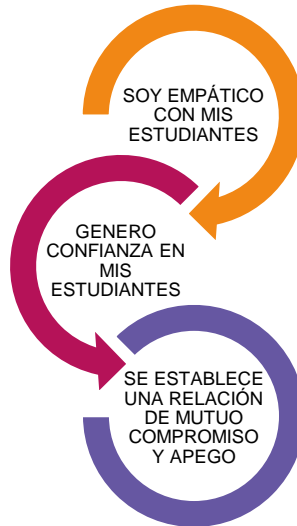 SOY EMPÁTICO
CON MIS
ESTUDIANTES
GENERO
CONFIANZA EN
MIS
ESTUDIANTES
SE ESTABLECE
UNA RELACIÓN
DE MUTUO
COMPROMISO
Y APEGO